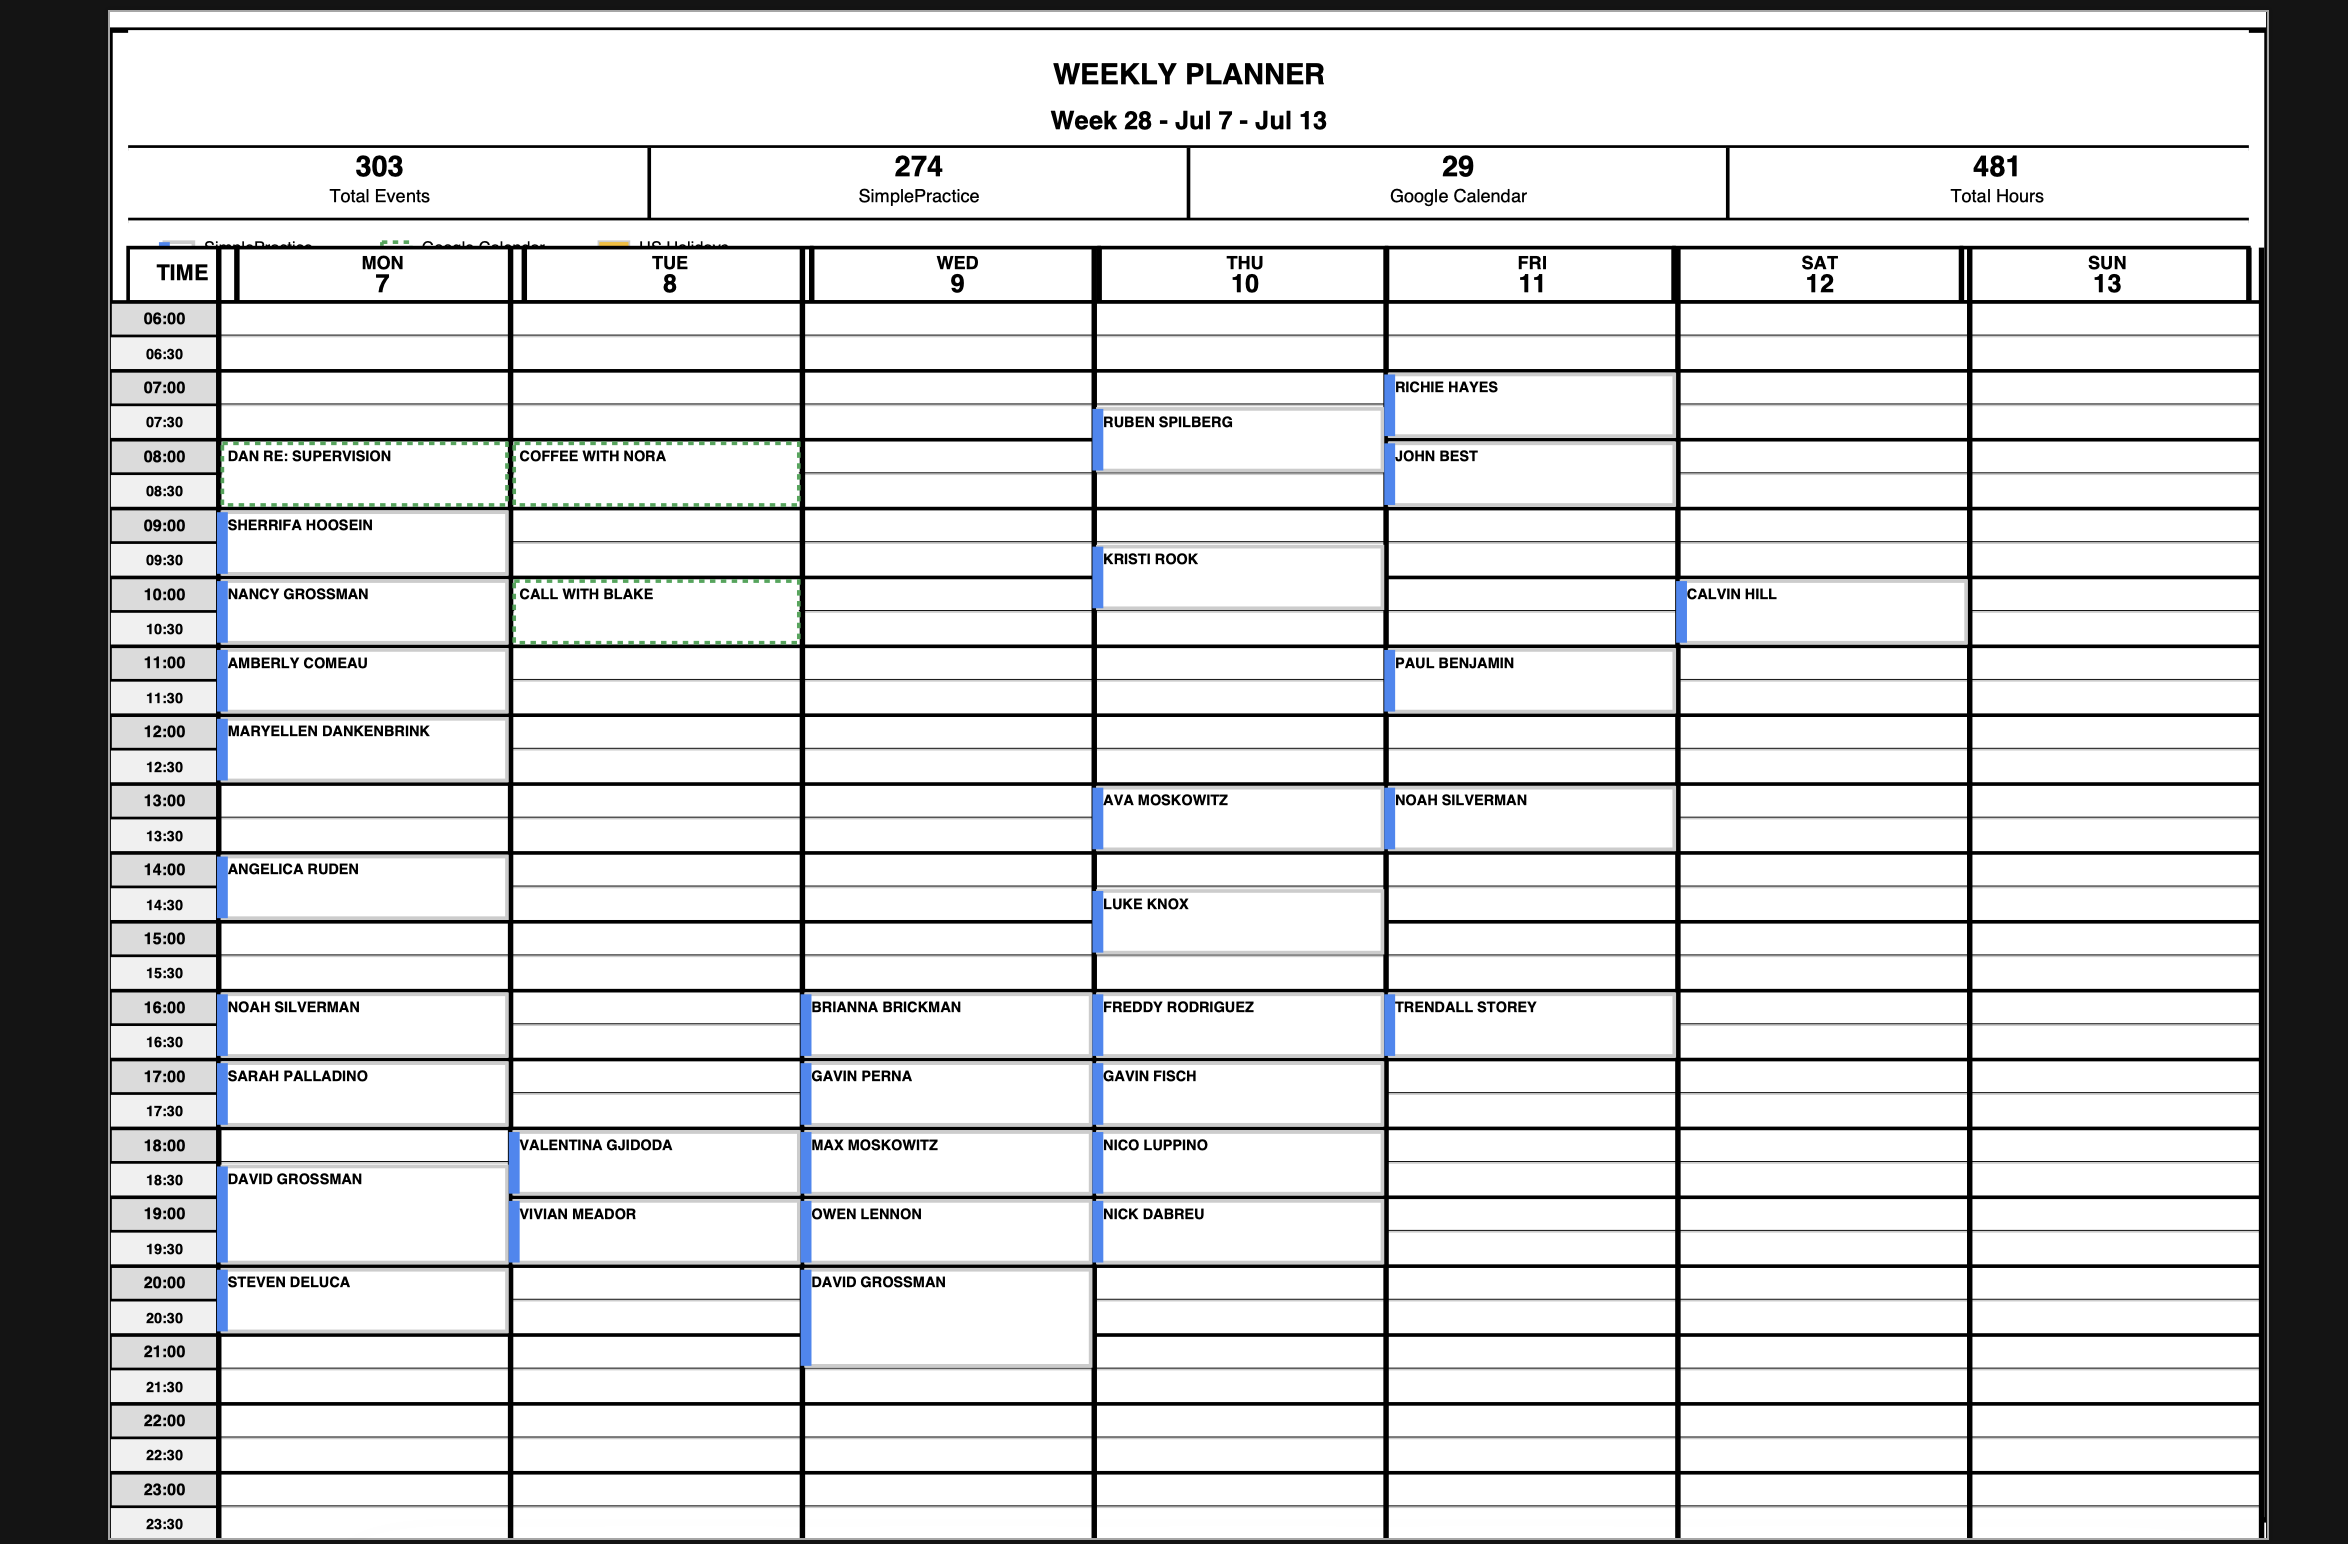 WEEKLY PLANNER
Week 28 - Jul 7 - Jul 13
303 274 29 481
Total Events SimplePractice Google Calendar Total Hours
SimplePractice Google Calendar US Holidays
TIME MON TUE WED THU FRI SAT SUN
7 8 9 10 11 12 13
06:00
06:30
07:00 RICHIE HAYES
07:30 RUBEN SPILBERG
08:00 DAN RE: SUPERVISION COFFEE WITH NORA JOHN BEST
08:30
09:00 SHERRIFA HOOSEIN
09:30 KRISTI ROOK
10:00 NANCY GROSSMAN CALL WITH BLAKE CALVIN HILL
10:30
11:00 AMBERLY COMEAU PAUL BENJAMIN
11:30
12:00 MARYELLEN DANKENBRINK
12:30
13:00 AVA MOSKOWITZ NOAH SILVERMAN
13:30
14:00 ANGELICA RUDEN
14:30 LUKE KNOX
15:00
15:30
16:00 NOAH SILVERMAN BRIANNA BRICKMAN FREDDY RODRIGUEZ TRENDALL STOREY
16:30
17:00 SARAH PALLADINO GAVIN PERNA GAVIN FISCH
17:30
18:00 VALENTINA GJIDODA MAX MOSKOWITZ NICO LUPPINO
18:30 DAVID GROSSMAN
19:00 VIVIAN MEADOR OWEN LENNON NICK DABREU
19:30
20:00 STEVEN DELUCA DAVID GROSSMAN
20:30
21:00
21:30
22:00
22:30
23:00
23:30